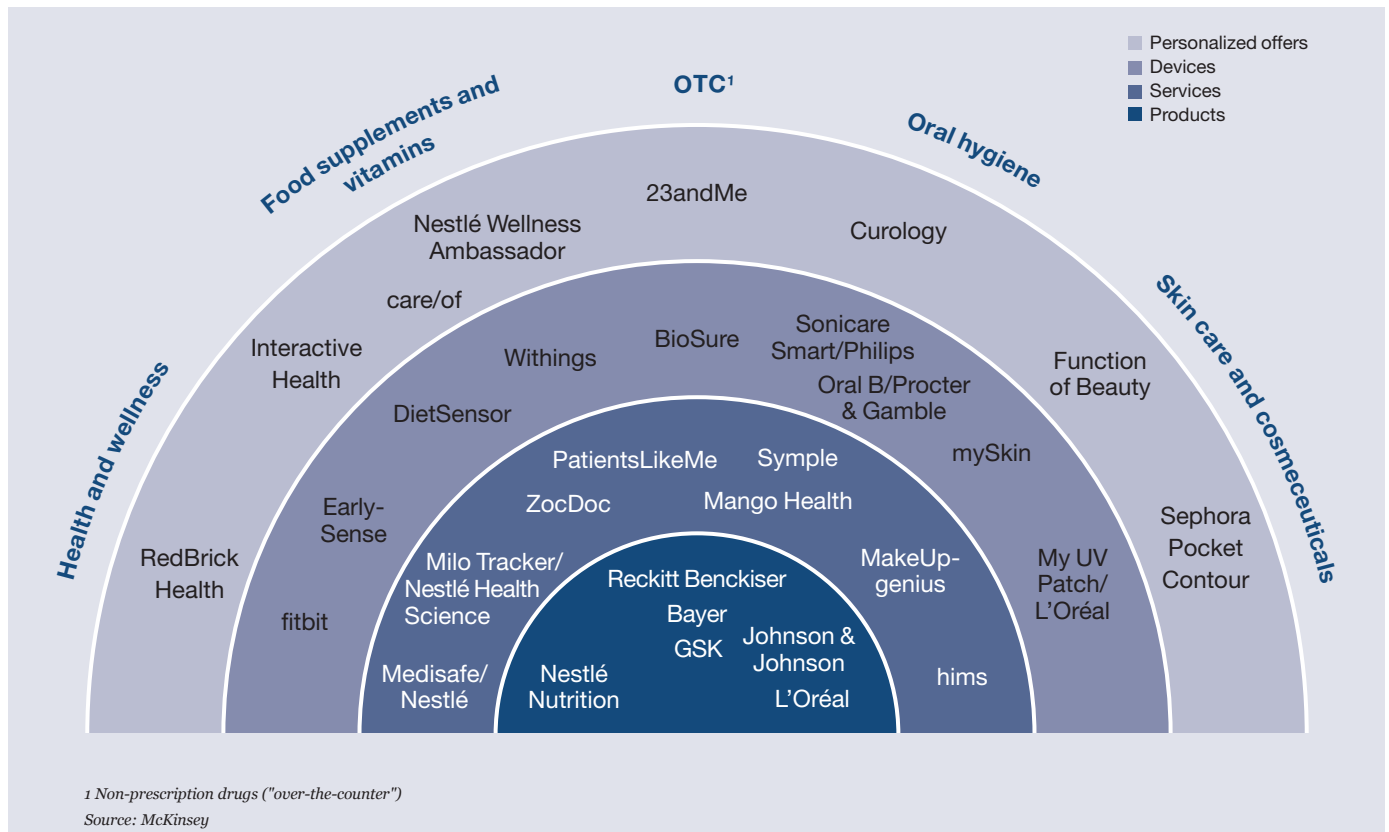 Personalized offers
Devices
Services
Products
Health and wellness
Food supplements and
vitamins
OTC¹
Oral hygiene
Skin care and cosmeceuticals
23andMe
Nestlé Wellness
Ambassador
Curology
care/of
Interactive
Health
Function
of Beauty
RedBrick
Health
Sephora
Pocket
Contour
BioSure
Sonicare
Smart/Philips
Withings
Oral B/Procter
& Gamble
DietSensor
mySkin
Early-
Sense
My UV
Patch/
L’Oréal
fitbit
PatientsLikeMe
Symple
ZocDoc
Mango Health
Milo Tracker/
Nestlé Health
Science
MakeUp-
genius
Medisafe/
Nestlé
hims
Reckitt Benckiser
Bayer
GSK
Johnson &
Johnson
Nestlé
Nutrition
L’Oréal
1 Non-prescription drugs ("over-the-counter")
Source: McKinsey